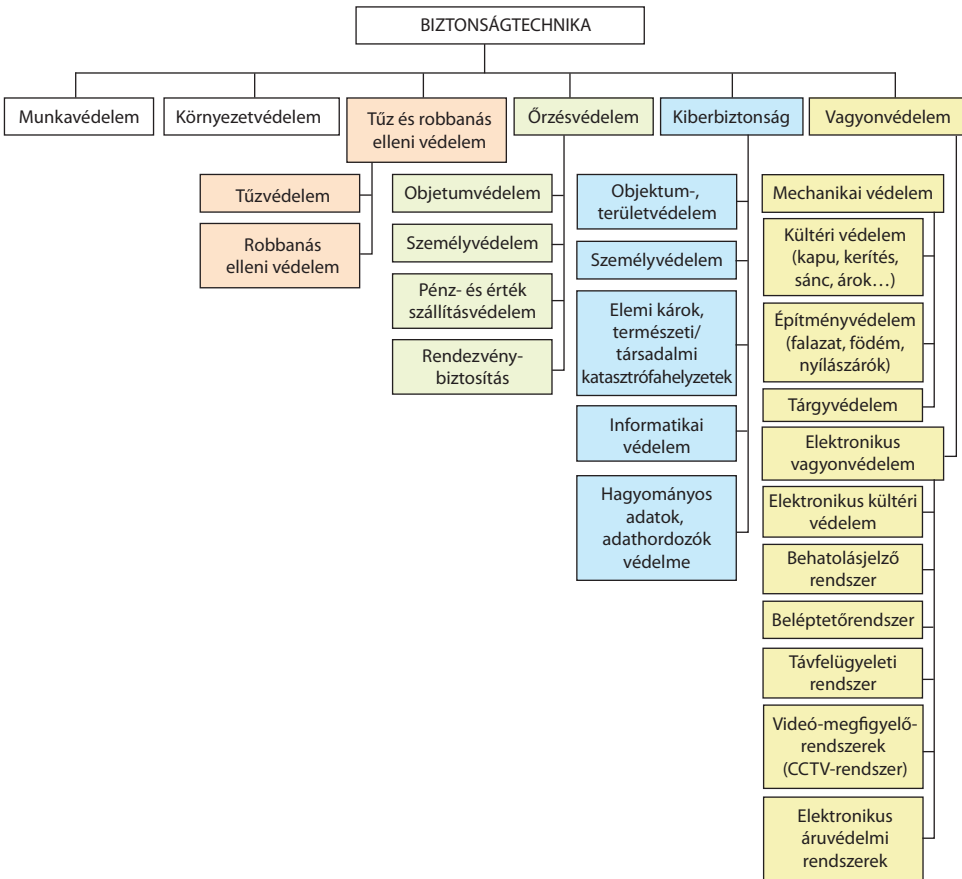 BIZTONSÁGTECHNIKA
Munkavédelem
Környezetvédelem
Tűz és robbanás
elleni védelem
Őrzésvédelem
Kiberbiztonság
Vagyonvédelem
Tűzvédelem
Robbanás
elleni védelem
Objetumvédelem
Személyvédelem
Pénz- és érték
szállításvédelem
Rendezvény-
biztosítás
Objektum-,
területvédelem
Személyvédelem
Elemi károk,
természeti/
társadalmi
katasztrófahelyzetek
Informatikai
védelem
Hagyományos
adatok,
adathordozók
védelme
Mechanikai védelem
Kültéri védelem
(kapu, kerítés,
sánc, árok…)
Építményvédelem
(falazat, födém,
nyílászárók)
Tárgyvédelem
Elektronikus
vagyonvédelem
Elektronikus kültéri
védelem
Behatolásjelző
rendszer
Beléptetőrendszer
Távfelügyeleti
rendszer
Videó-megfigyelő-
rendszerek
(CCTV-rendszer)
Elektronikus
áruvédelmi
rendszerek